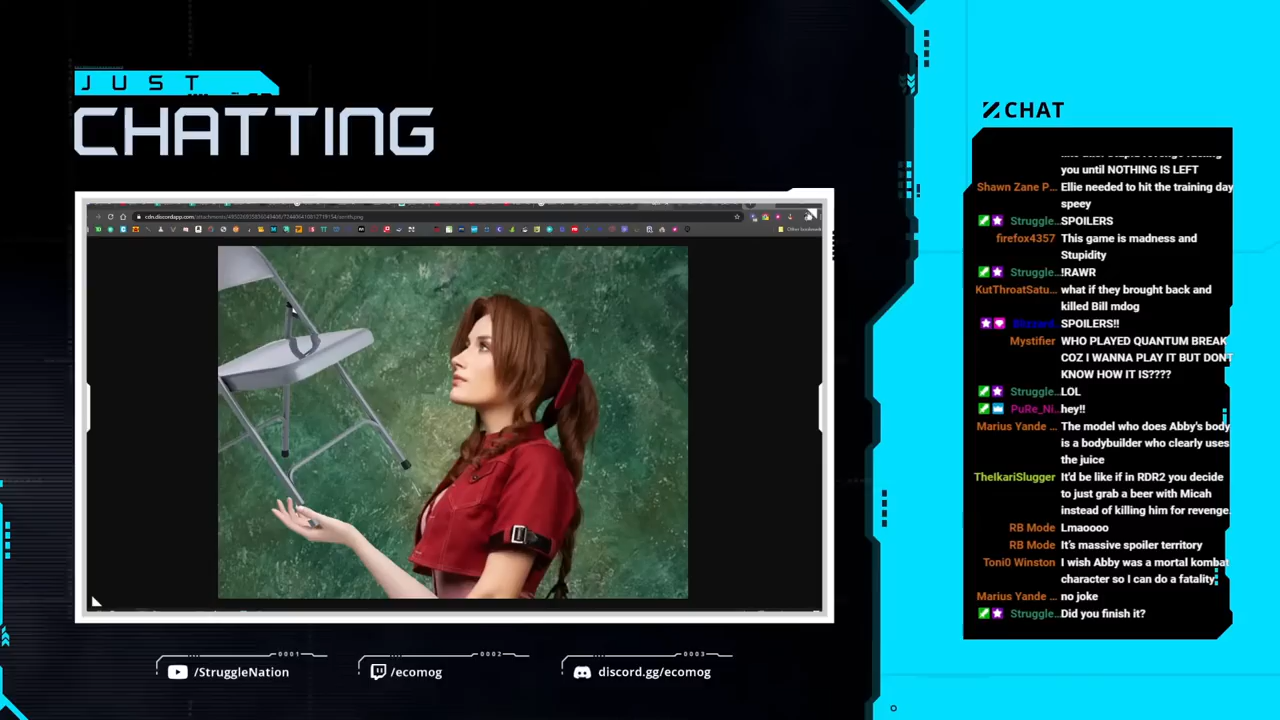 JUST
CHATTING
CHAT
you until NOTHING IS LEFT
Shawn Zane P... Ellie needed to hit the training day
speey
Struggle... SPOILERS
firefox4357 This game is madness and
Stupidity
Struggle... !RAWR
KutThroatSatu... what if they brought back and
killed Bill mdog
Blizzard SPOILERS!!
Mystifier WHO PLAYED QUANTUM BREAK
COZ I WANNA PLAY IT BUT DONT
KNOW HOW IT IS????
Struggle... LOL
PuRe_Ni... hey!!
Marius Yande ... The model who does Abby's body
is a bodybuilder who clearly uses
the juice
TheIkariSlugger It'd be like if in RDR2 you decide
to just grab a beer with Micah
instead of killing him for revenge.
RB Mode Lmaoooo
RB Mode It's massive spoiler territory
Toni0 Winston I wish Abby was a mortal kombat
character so I can do a fatality
Marius Yande ... no joke
Struggle... Did you finish it?
Other bookmark
0001
/StruggleNation
0002
/ecomog
0003
discord.gg/ecomog